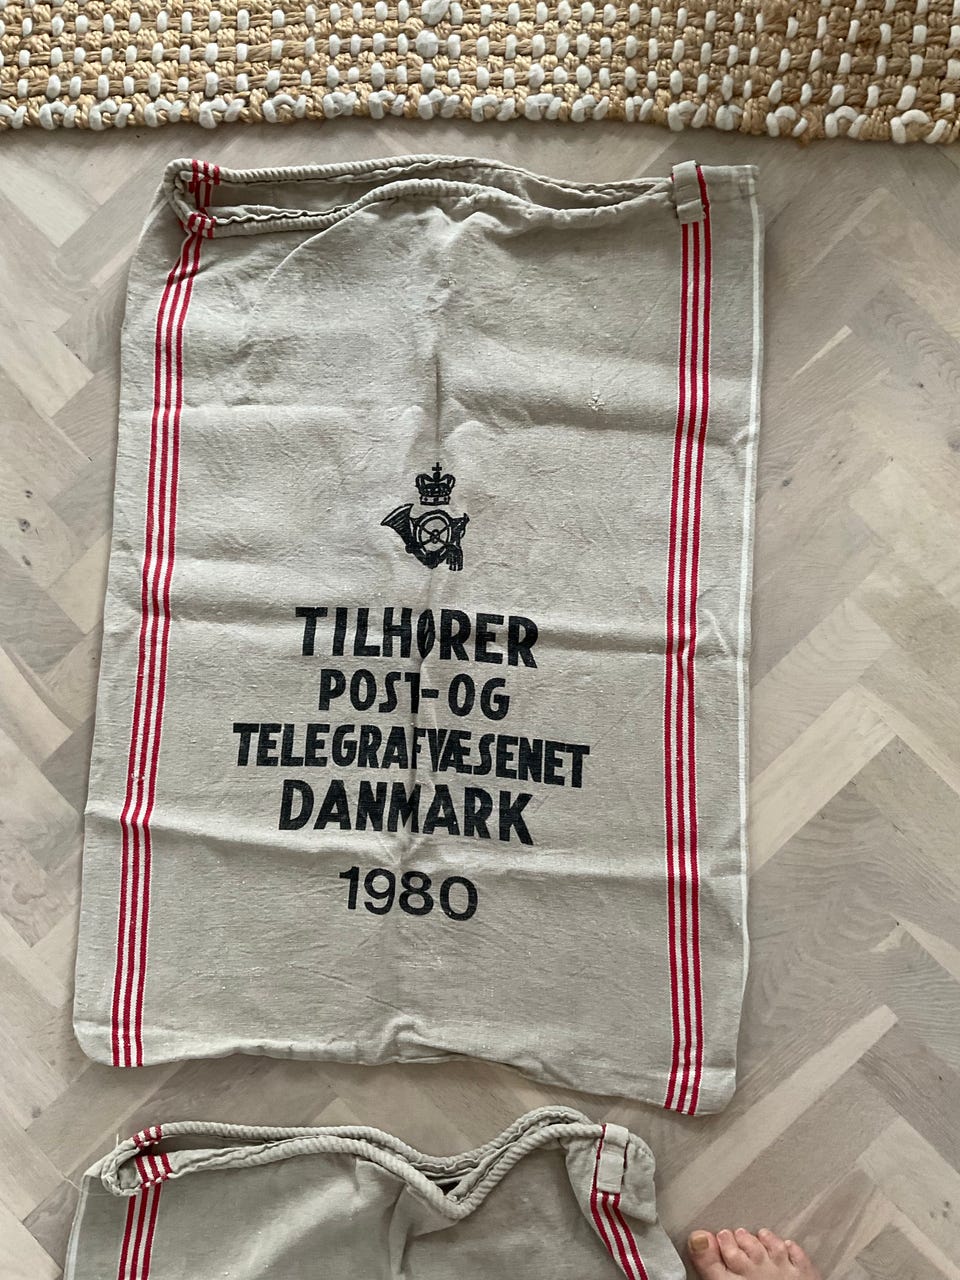 TILHØRER
POST-OG
TELEGRAFVÆSENET
DANMARK
1980